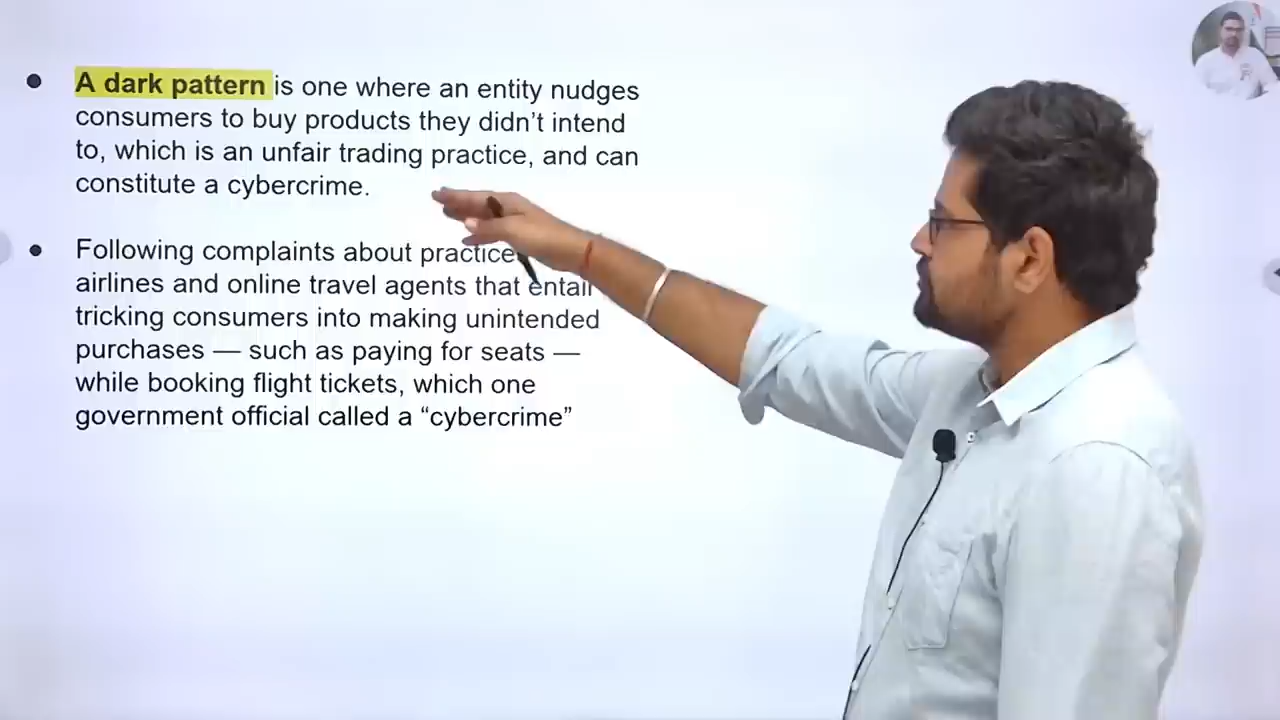 A dark pattern is one where an entity nudges
consumers to buy products they didn’t intend
to, which is an unfair trading practice, and can
constitute a cybercrime.
Following complaints about practice
airlines and online travel agents that entail
tricking consumers into making unintended
purchases — such as paying for seats —
while booking flight tickets, which one
government official called a “cybercrime”